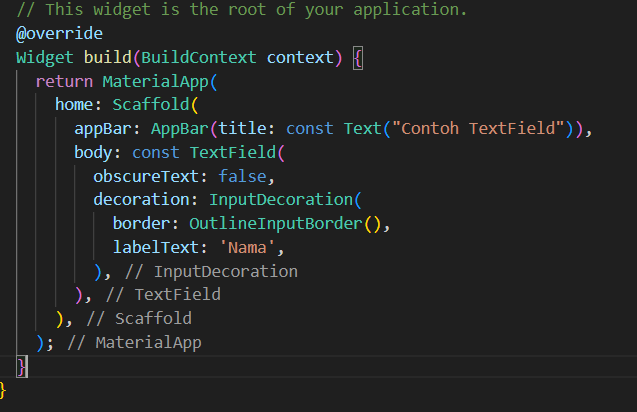 // This widget is the root of your application.
@override
Widget build(BuildContext context) {
return MaterialApp(
home: Scaffold(
appBar: AppBar(title: const Text("Contoh TextField")),
body: const TextField(
obscureText: false,
decoration: InputDecoration(
border: OutlineInputBorder(),
labelText: 'Nama',
), // InputDecoration
), // TextField
), // Scaffold
); // MaterialApp
}
}